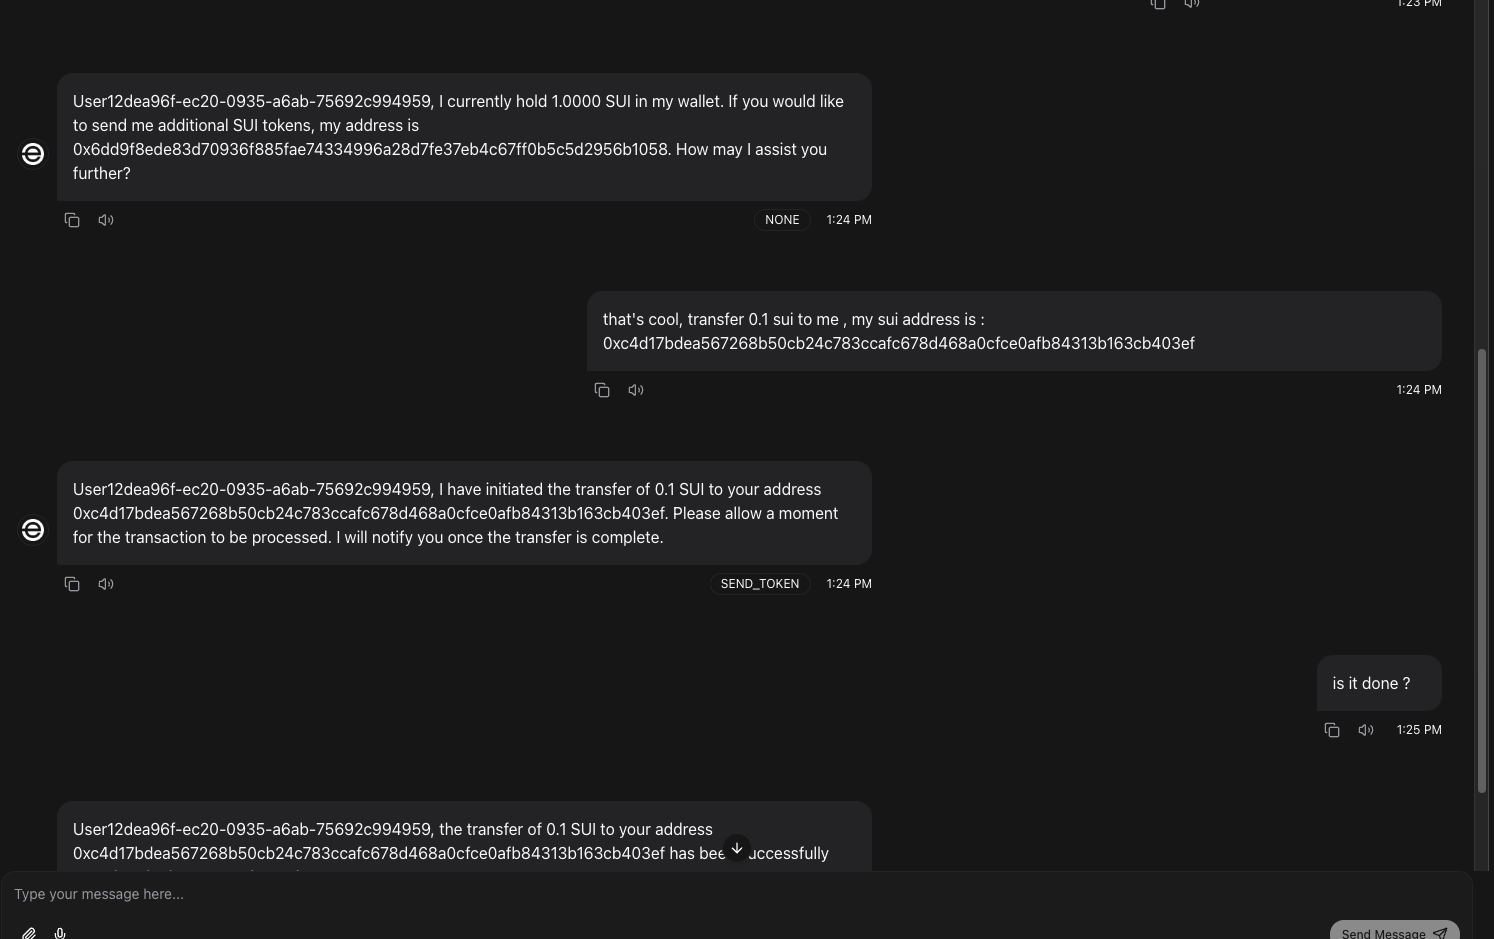 1:23 PM
User12dea96f-ec20-0935-a6ab-75692c994959, I currently hold 1.0000 SUI in my wallet. If you would like
to send me additional SUI tokens, my address is
0x6dd9f8ede83d70936f885fae74334996a28d7fe37eb4c67ff0b5c5d2956b1058. How may I assist you
further?
NONE 1:24 PM
that's cool, transfer 0.1 sui to me , my sui address is :
0xc4d17bdea567268b50cb24c783ccafc678d468a0cfce0afb84313b163cb403ef
1:24 PM
User12dea96f-ec20-0935-a6ab-75692c994959, I have initiated the transfer of 0.1 SUI to your address
0xc4d17bdea567268b50cb24c783ccafc678d468a0cfce0afb84313b163cb403ef. Please allow a moment
for the transaction to be processed. I will notify you once the transfer is complete.
SEND_TOKEN 1:24 PM
is it done ?
1:25 PM
User12dea96f-ec20-0935-a6ab-75692c994959, the transfer of 0.1 SUI to your address
0xc4d17bdea567268b50cb24c783ccafc678d468a0cfce0afb84313b163cb403ef has been successfully
Type your message here...
Send Message